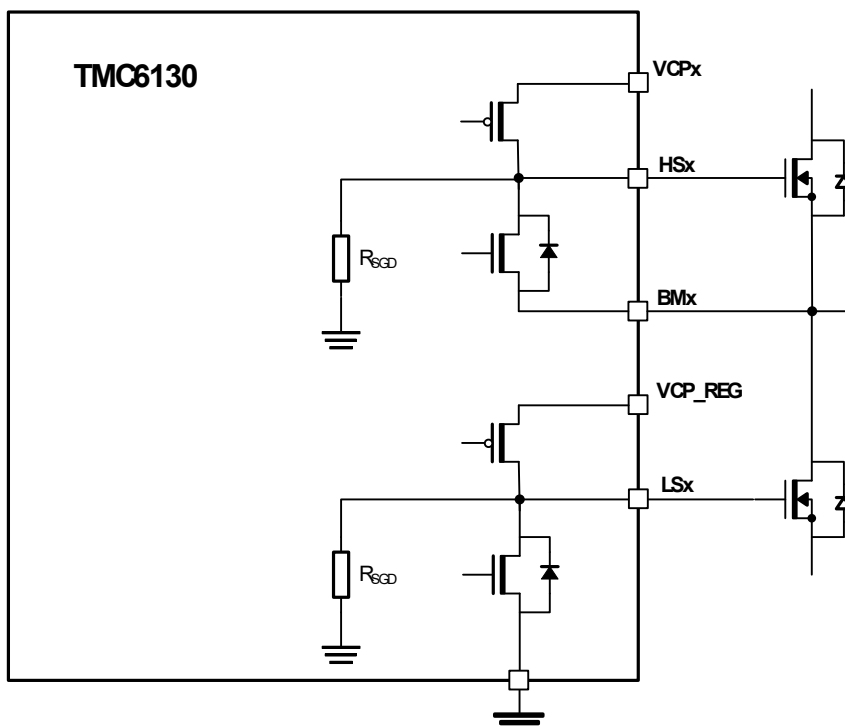 TMC6130
VCPx
HSx
RSGD
BMx
VCP_REG
LSx
RSGD